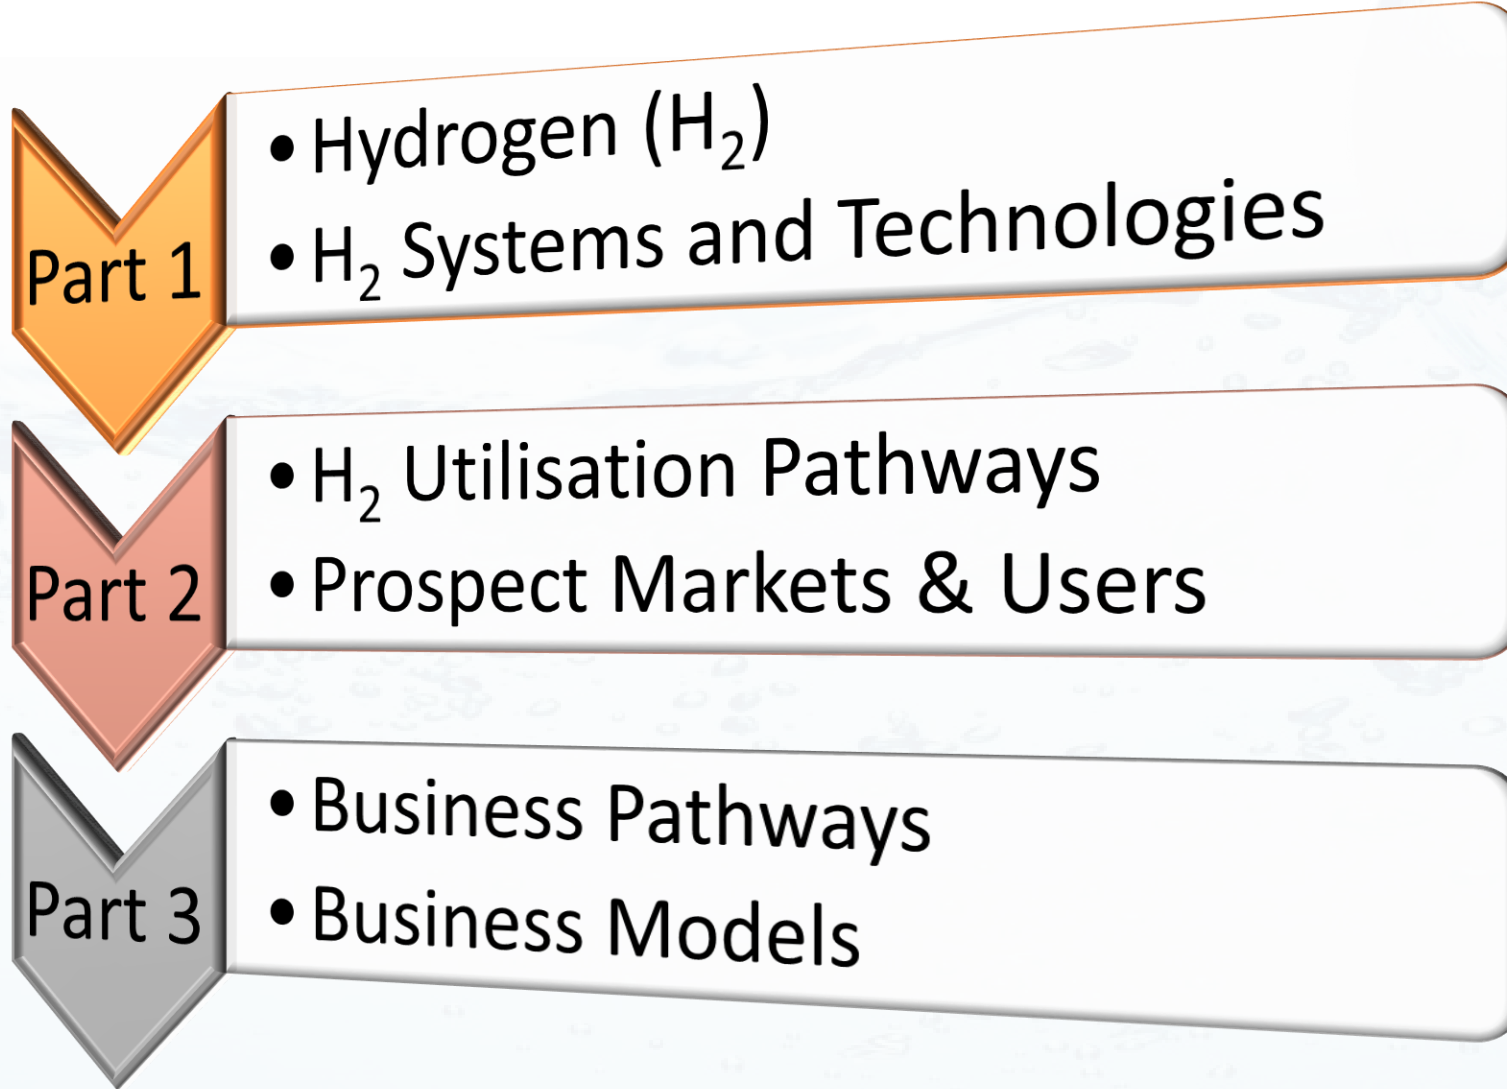 Part 1
• Hydrogen (H₂)
• H₂ Systems and Technologies
Part 2
• H₂ Utilisation Pathways
• Prospect Markets & Users
Part 3
• Business Pathways
• Business Models